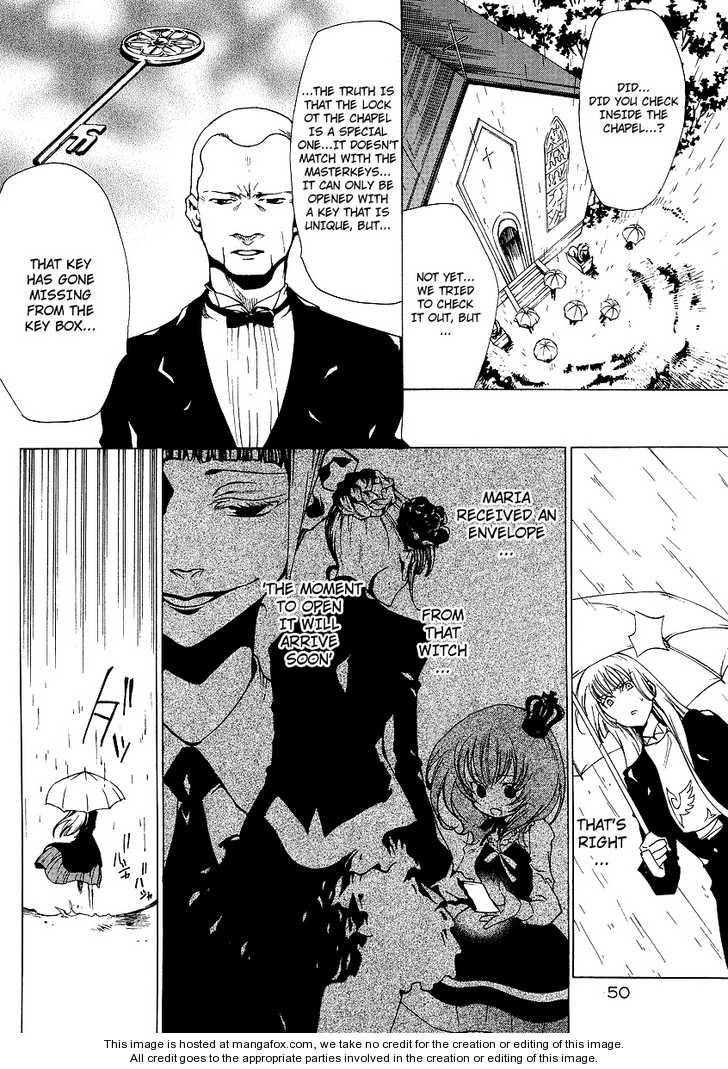 DID...
DID YOU CHECK
INSIDE THE
CHAPEL...?
NOT YET...
WE TRIED
TO CHECK
IT OUT, BUT
...
...THE TRUTH IS
THAT THE LOCK
OT THE CHAPEL
IS A SPECIAL
ONE...IT DOESN'T
MATCH WITH THE
MASTERKEYS...
IT CAN ONLY BE
OPENED WITH
A KEY THAT IS
UNIQUE, BUT...
THAT KEY
HAS GONE
MISSING
FROM THE
KEY BOX...
THAT'S
RIGHT
...
MARIA
RECEIVED AN
ENVELOPE
...
FROM
THAT
WITCH
...
'THE MOMENT
TO OPEN
IT WILL
ARRIVE
SOON'
タッ
50
This image is hosted at mangafox.com, we take no credit for the creation or editing of this image.
All credit goes to the appropriate parties involved in the creation or editing of this image.